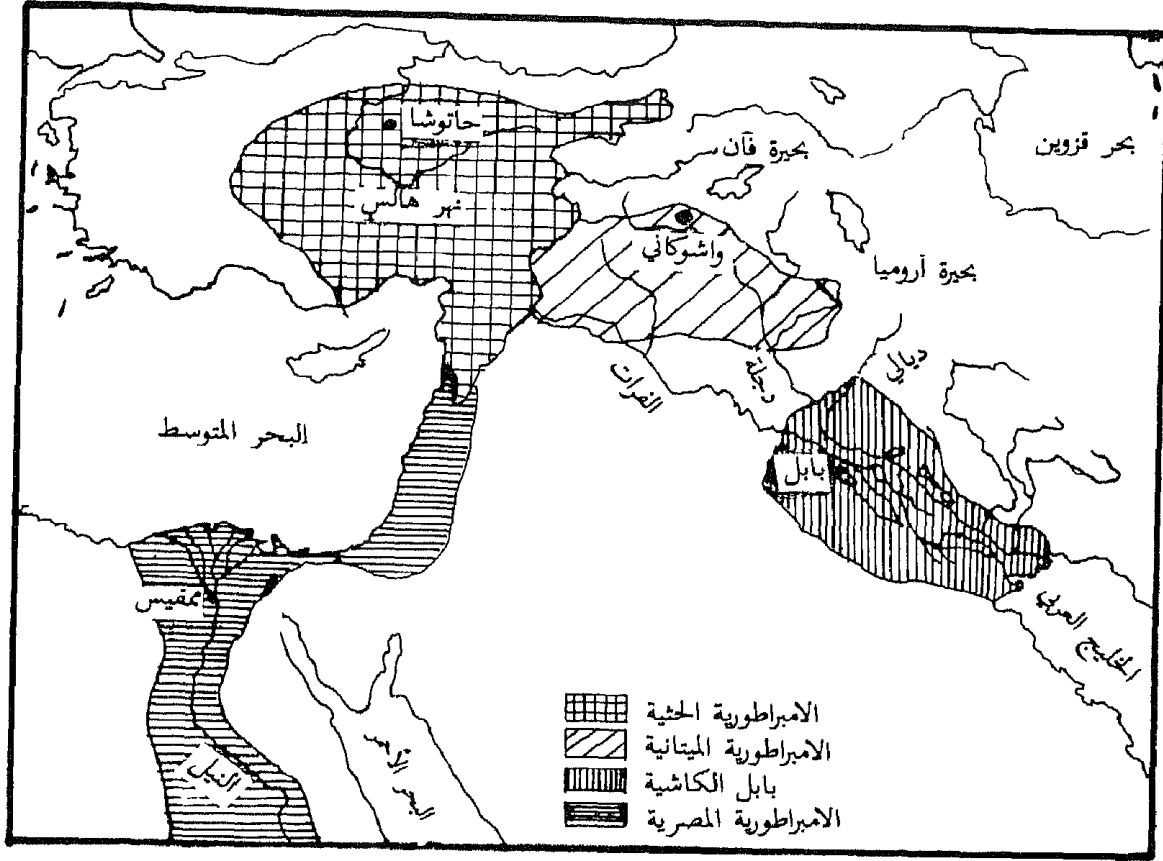 حاتوشا
نهر هاليس
بحيرة فان
بحر قزوين
واشوكاني
بحيرة أروميا
ديالي
دجلة
الفرات
البحر المتوسط
بابل
ممفيس
الخليج العربي
النيل
البحر الأحمر
الامبراطورية الحثية
الامبراطورية الميتانية
بابل الكاشية
الامبراطورية المصرية